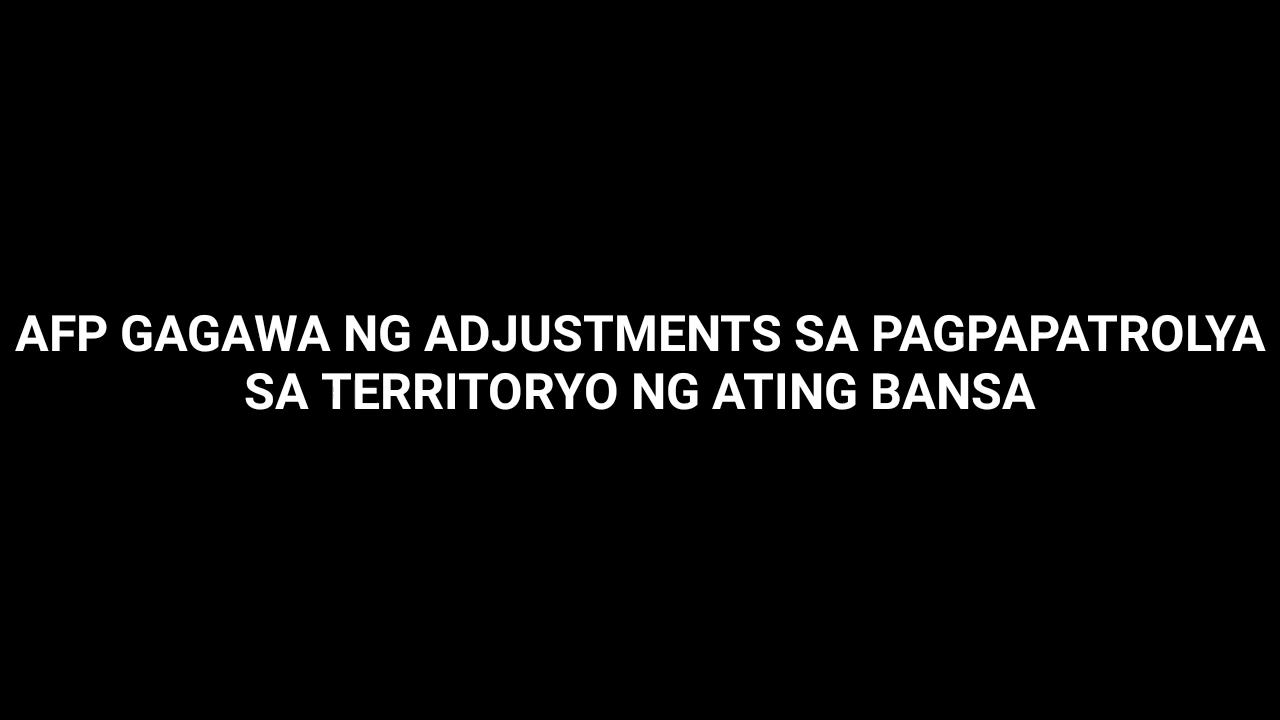 AFP GAGAWA NG ADJUSTMENTS SA PAGPAPATROLYA
SA TERRITORYO NG ATING BANSA